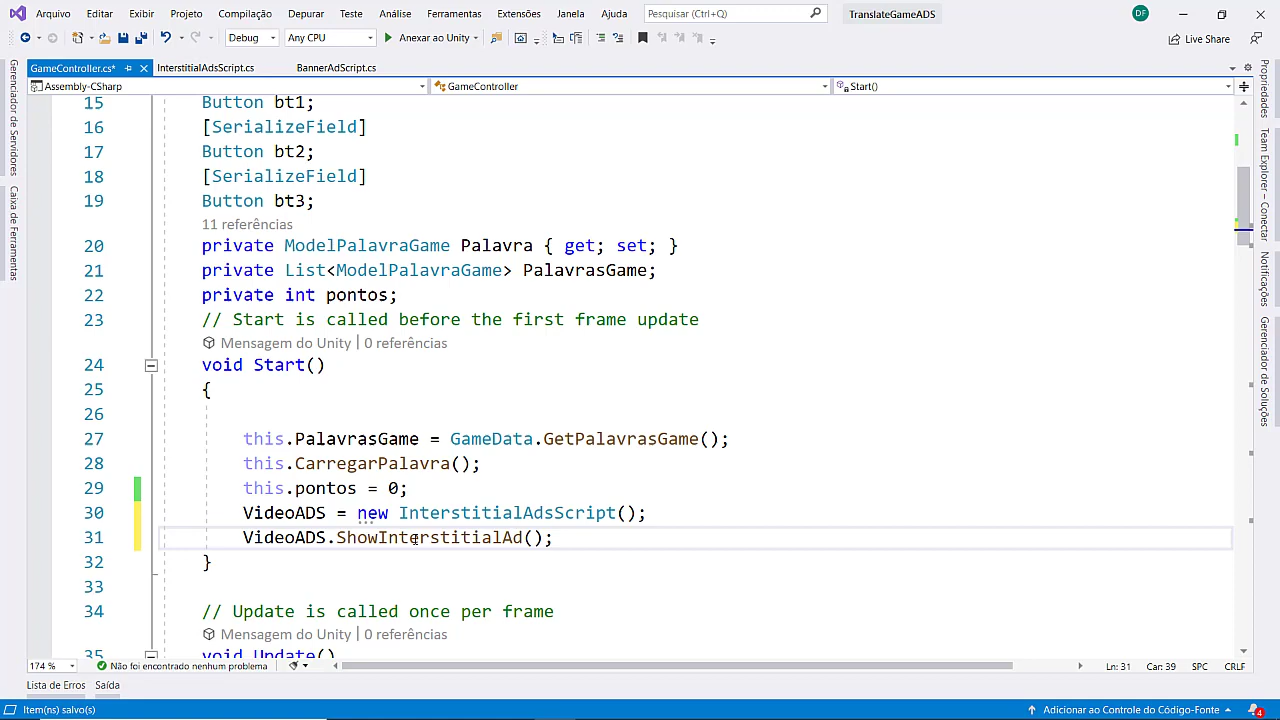 Arquivo Editar Exibir Projeto Compilação Depurar Teste Análise Ferramentas Extensões Janela Ajuda Pesquisar (Ctrl+Q) TranslateGameADS DF
Debug Any CPU Anexar ao Unity Live Share
GameController.cs* InterstitialAdsScript.cs BannerAdScript.cs
Assembly-CSharp GameController Start()
Gerenciador de Servidores
Caixa de Ferramentas
15 Button bt1;
16 [SerializeField]
17 Button bt2;
18 [SerializeField]
19 Button bt3;
11 referências
20 private ModelPalavraGame Palavra { get; set; }
21 private List<ModelPalavraGame> PalavrasGame;
22 private int pontos;
23 // Start is called before the first frame update
Mensagem do Unity | 0 referências
24 void Start()
25 {
26
27 this.PalavrasGame = GameData.GetPalavrasGame();
28 this.CarregarPalavra();
29 this.pontos = 0;
30 VideoADS = new InterstitialAdsScript();
31 VideoADS.ShowInterstitialAd();
32 }
33
34 // Update is called once per frame
Mensagem do Unity | 0 referências
35 void Update()
Propriedades
Team Explorer – Conectar
Notificações
Gerenciador de Soluções
174 % Não foi encontrado nenhum problema Ln: 31 Car: 39 SPC CRLF
Lista de Erros Saída
Item(ns) salvo(s) Adicionar ao Controle do Código-Fonte 4